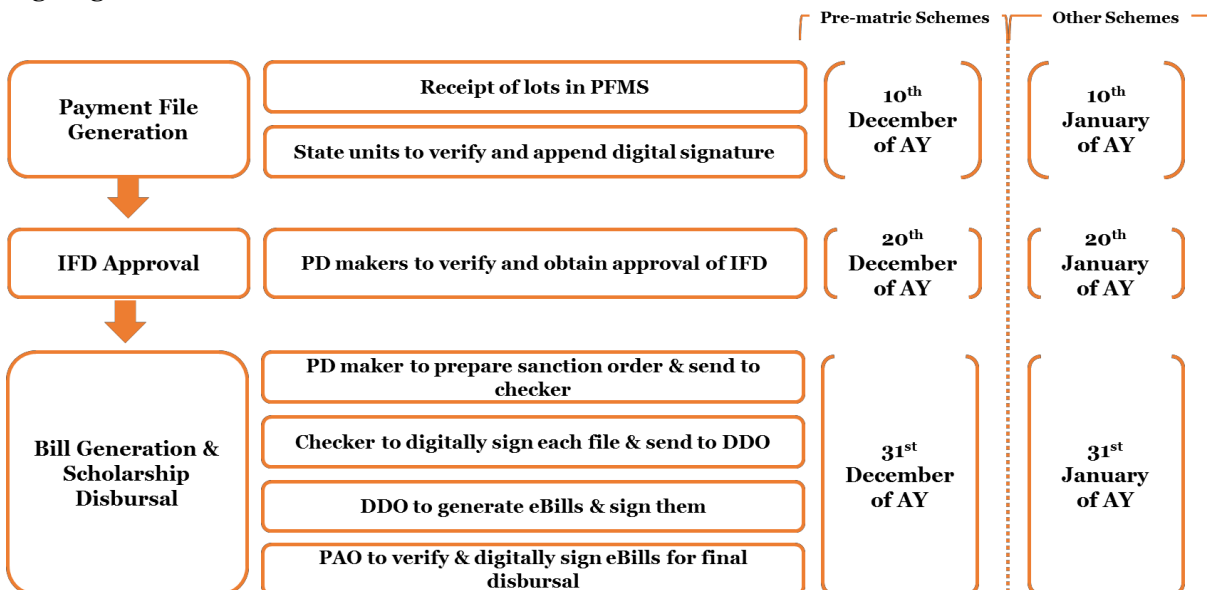 Pre-matric Schemes
Other Schemes
Payment File
Generation
Receipt of lots in PFMS
State units to verify and append digital signature
10th
December
of AY
10th
January
of AY
IFD Approval
PD makers to verify and obtain approval of IFD
20th
December
of AY
20th
January
of AY
Bill Generation &
Scholarship
Disbursal
PD maker to prepare sanction order & send to
checker
Checker to digitally sign each file & send to DDO
DDO to generate eBills & sign them
PAO to verify & digitally sign eBills for final
disbursal
31st
December
of AY
31st
January
of AY